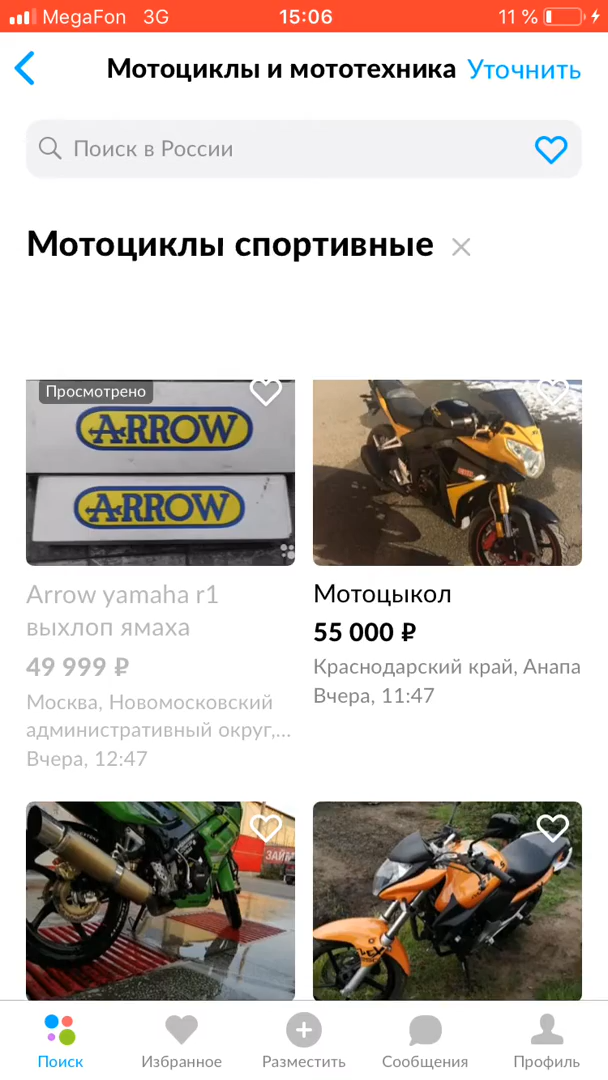 MegaFon 3G 15:06 11 %
Мотоциклы и мототехника Уточнить
Поиск в России
Мотоциклы спортивные
Просмотрено
ARROW
ARROW
Arrow yamaha r1
выхлоп ямаха
49 999 ₽
Москва, Новомосковский
административный округ,...
Вчера, 12:47
Мотоцыкол
55 000 ₽
Краснодарский край, Анапа
Вчера, 11:47
ЗАЙМ
Поиск Избранное Разместить Сообщения Профиль